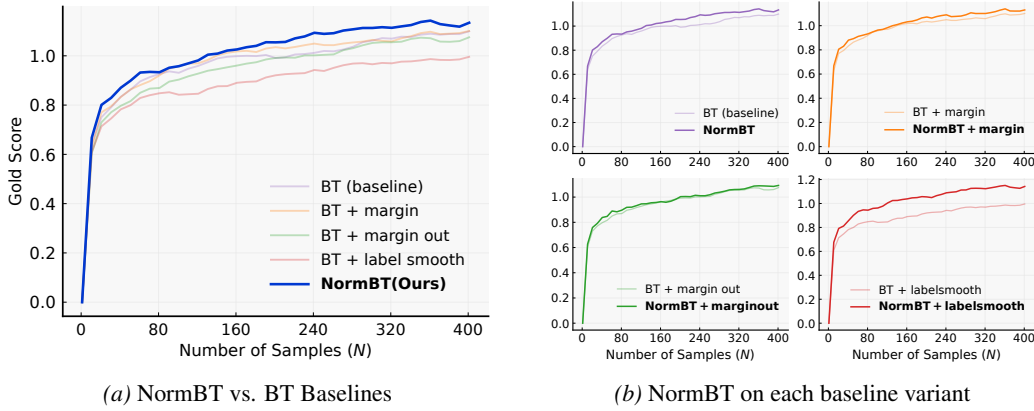 Gold Score
1.0
0.8
0.6
0.4
0.2
0.0
BT (baseline)
BT + margin
BT + margin out
BT + label smooth
NormBT(Ours)
0 80 160 240 320 400
Number of Samples (N)
(a) NormBT vs. BT Baselines
1.0
0.8
0.6
0.4
0.2
0.0
BT (baseline)
NormBT
0 80 160 240 320 400
1.0
0.8
0.6
0.4
0.2
0.0
BT + margin
NormBT + margin
0 80 160 240 320 400
1.0
0.8
0.6
0.4
0.2
0.0
BT + margin out
NormBT + marginout
0 80 160 240 320 400
Number of Samples (N)
1.2
1.0
0.8
0.6
0.4
0.2
0.0
BT + labelsmooth
NormBT + labelsmooth
0 80 160 240 320 400
Number of Samples (N)
(b) NormBT on each baseline variant